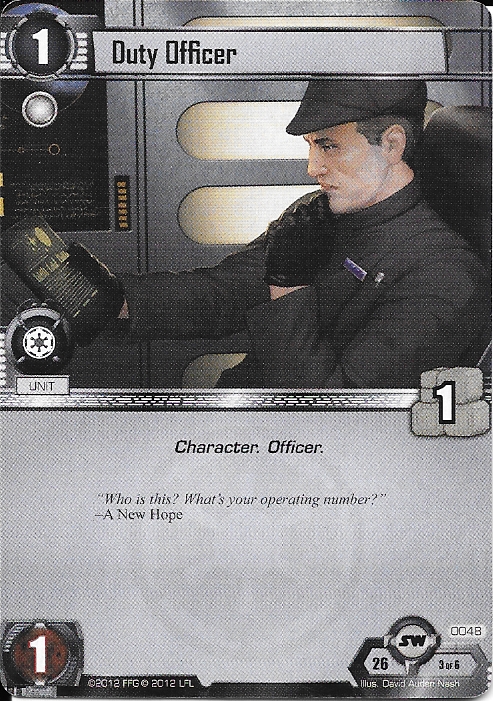 1
Duty Officer
UNIT
1
Character. Officer.
"Who is this? What's your operating number?"
–A New Hope
1
SW
0048
26
3 OF 6
©2012 FFG © 2012 LFL
Illus. David Auden Nash